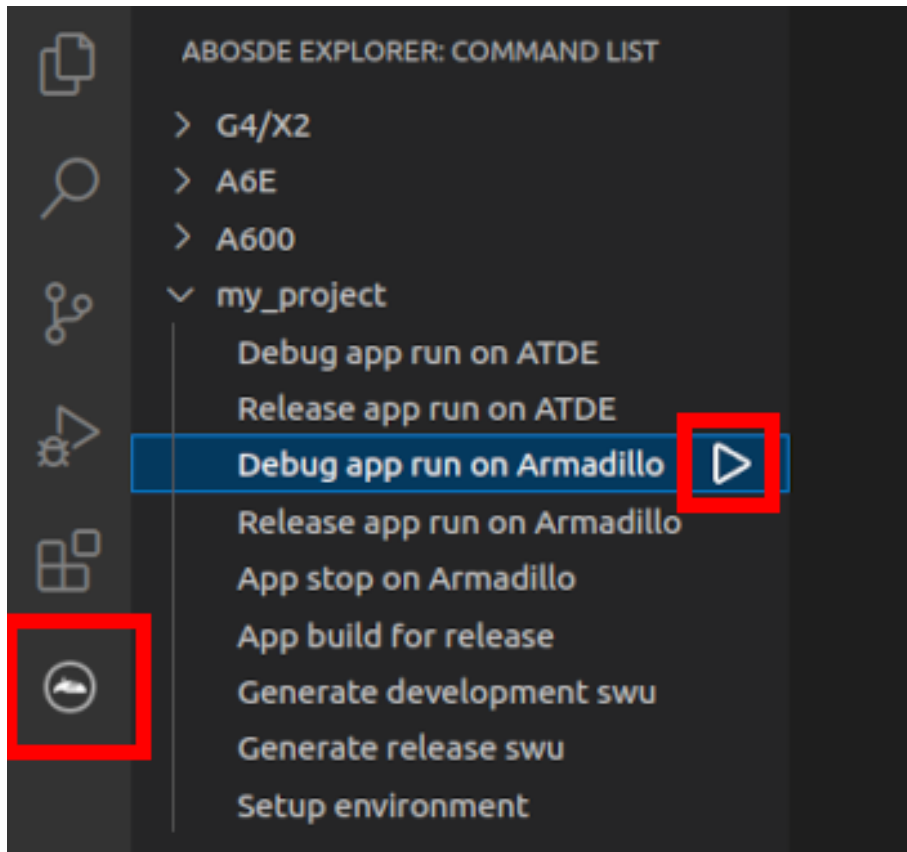 ABOSDE EXPLORER: COMMAND LIST
G4/X2
A6E
A600
my_project
Debug app run on ATDE
Release app run on ATDE
Debug app run on Armadillo
Release app run on Armadillo
App stop on Armadillo
App build for release
Generate development swu
Generate release swu
Setup environment